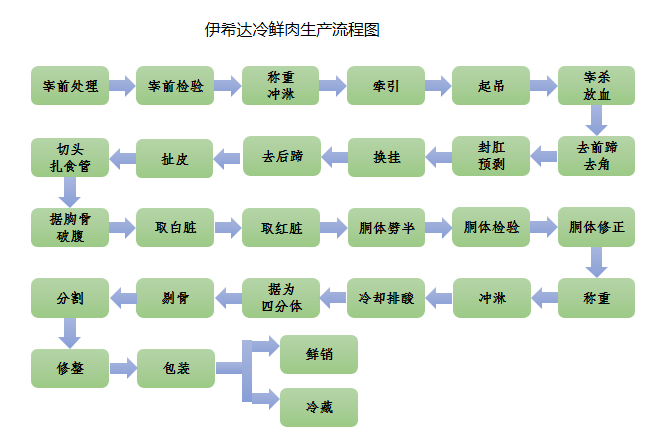 伊希达冷鲜肉生产流程图
宰前处理
宰前检验
称重
冲淋
牵引
起吊
宰杀
放血
去前蹄
去角
封肛
预剥
换挂
去后蹄
扯皮
切头
扎食管
据胸骨
破腹
取白脏
取红脏
胴体劈半
胴体检验
胴体修正
称重
冲淋
冷却排酸
据为
四分体
剔骨
分割
修整
包装
鲜销
冷藏